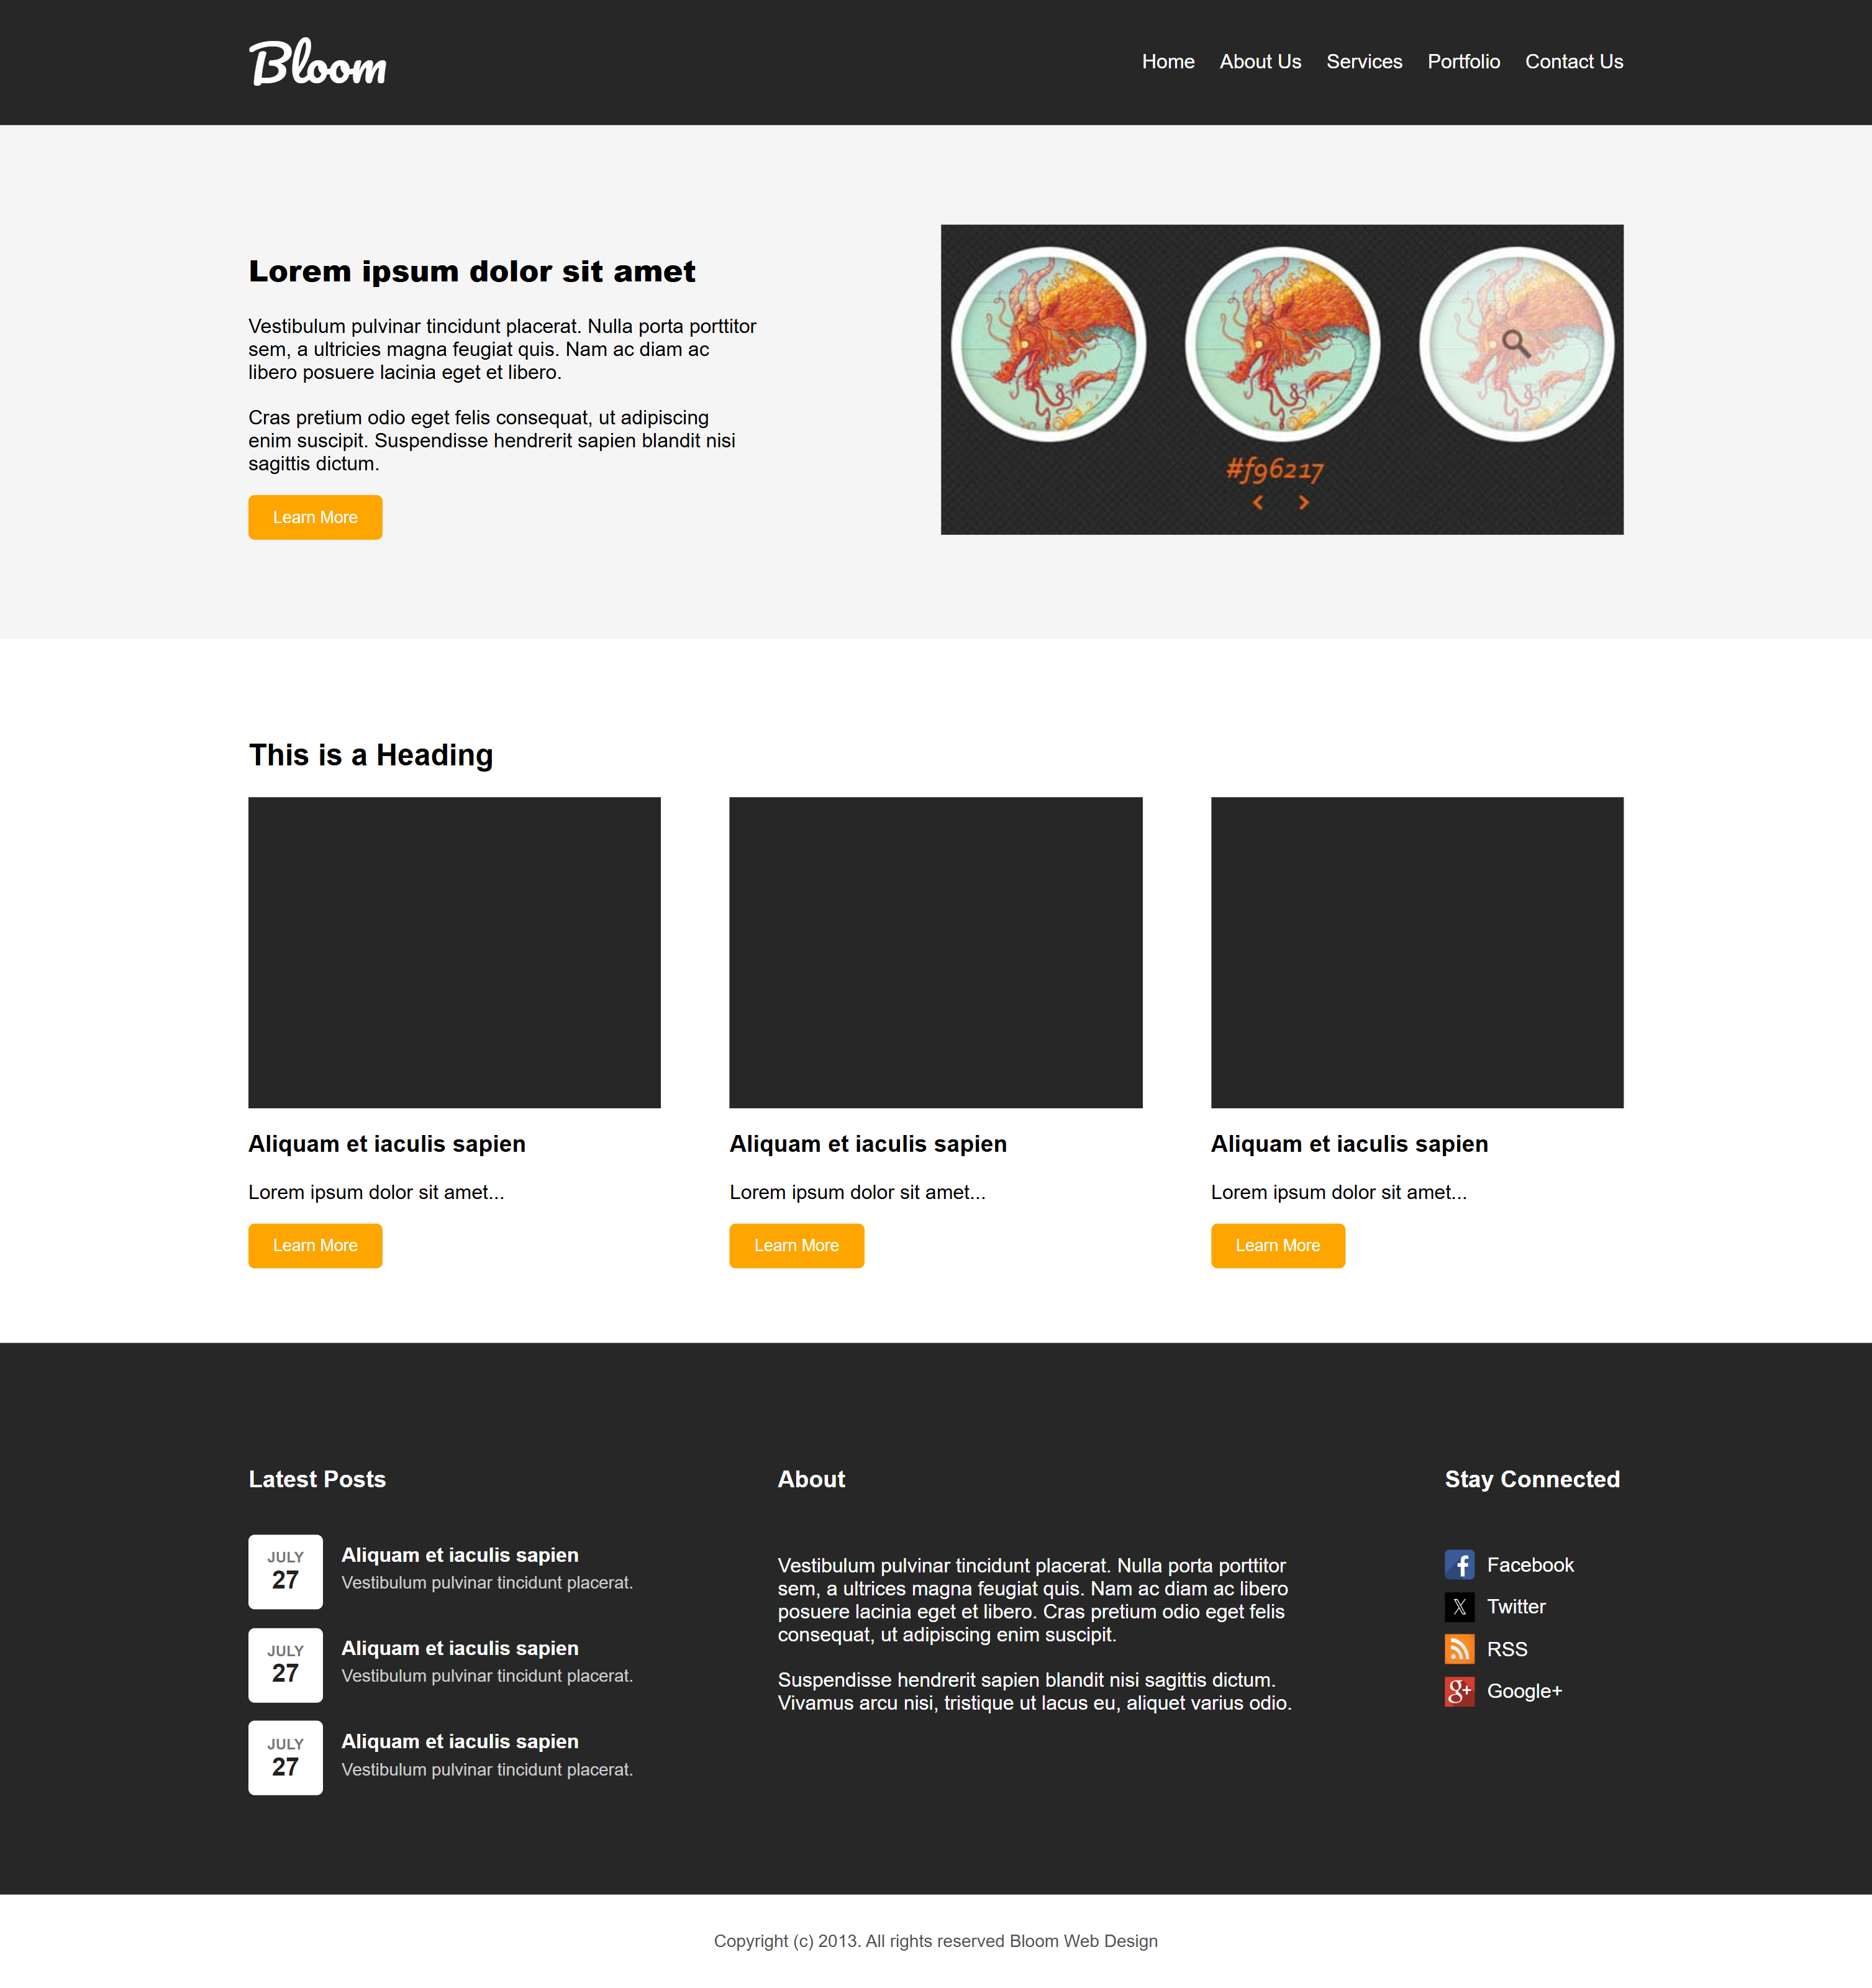 Bloom
Home About Us Services Portfolio Contact Us
Lorem ipsum dolor sit amet
Vestibulum pulvinar tincidunt placerat. Nulla porta porttitor
sem, a ultricies magna feugiat quis. Nam ac diam ac
libero posuere lacinia eget et libero.
Cras pretium odio eget felis consequat, ut adipiscing
enim suscipit. Suspendisse hendrerit sapien blandit nisi
sagittis dictum.
Learn More
#f96217
This is a Heading
Aliquam et iaculis sapien
Lorem ipsum dolor sit amet...
Learn More
Aliquam et iaculis sapien
Lorem ipsum dolor sit amet...
Learn More
Aliquam et iaculis sapien
Lorem ipsum dolor sit amet...
Learn More
Latest Posts
JULY
27
Aliquam et iaculis sapien
Vestibulum pulvinar tincidunt placerat.
JULY
27
Aliquam et iaculis sapien
Vestibulum pulvinar tincidunt placerat.
JULY
27
Aliquam et iaculis sapien
Vestibulum pulvinar tincidunt placerat.
About
Vestibulum pulvinar tincidunt placerat. Nulla porta porttitor
sem, a ultrices magna feugiat quis. Nam ac diam ac libero
posuere lacinia eget et libero. Cras pretium odio eget felis
consequat, ut adipiscing enim suscipit.
Suspendisse hendrerit sapien blandit nisi sagittis dictum.
Vivamus arcu nisi, tristique ut lacus eu, aliquet varius odio.
Stay Connected
Facebook
Twitter
RSS
Google+
Copyright (c) 2013. All rights reserved Bloom Web Design